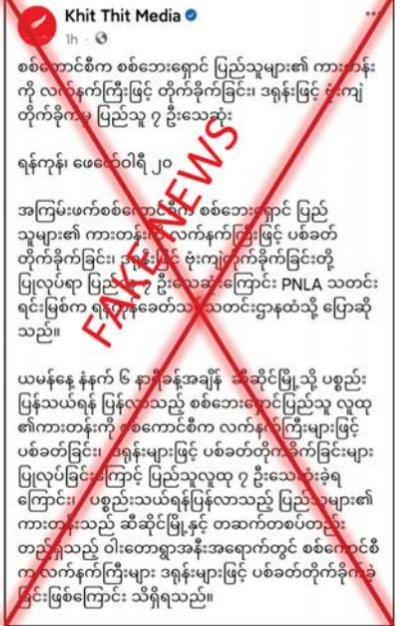 Khit Thit Media
1h
စစ်ကောင်စီက စစ်ဘေးရှောင် ပြည်သူများ၏ ကားတန်း
ကို လက်နက်ကြီးဖြင့် တိုက်ခိုက်ခြင်း၊ ဒရုန်းဖြင့် ဗုံးကျဲ
တိုက်ခိုက်မှု ပြည်သူ ၇ ဦးသေဆုံး
ရန်ကုန်၊ ဖေဖော်ဝါရီ ၂၀
အကြမ်းဖက်စစ်ကောင်စီက စစ်ဘေးရှောင် ပြည်
သူများ၏ ကားတန်းကို လက်နက်ကြီးဖြင့် ပစ်ခတ်
တိုက်ခိုက်ခြင်း၊ ဒရုန်းဖြင့် ဗုံးကျဲတိုက်ခိုက်ခြင်းတို့
ပြုလုပ်ရာ ပြည်သူ ၇ ဦးသေဆုံးကြောင်း PNLA သတင်း
ရင်းမြစ်က ရန်ကုန်ခေတ်သစ်သတင်းဌာနထံသို့ ပြောဆို
သည်။
ယမန်နေ့ နံနက် ၆ နာရီခန့်အချိန် ဆီဆိုင်မြို့သို့ ပစ္စည်း
ပြန်သယ်ရန် ပြန်လာသည့် စစ်ဘေးရှောင်ပြည်သူ လူထု
၏ကားတန်းကို စစ်ကောင်စီက လက်နက်ကြီးများဖြင့်
ပစ်ခတ်ခြင်း၊ ဒရုန်းများဖြင့် ပစ်ခတ်တိုက်ခိုက်ခြင်းများ
ပြုလုပ်ခြင်းကြောင့် ပြည်သူလူထု ၇ ဦးသေဆုံးခဲ့ရ
ကြောင်း၊ ပစ္စည်းသယ်ရန်ပြန်လာသည့် ပြည်သူများ၏
ကားတန်းသည် ဆီဆိုင်မြို့နှင့် တဆက်တစပ်တည်း
တည်ရှိသည့် ဝါးတောရွာအနီးအရောက်တွင် စစ်ကောင်စီ
က လက်နက်ကြီးများ ဒရုန်းများဖြင့် ပစ်ခတ်တိုက်ခိုက်ခဲ့
ခြင်းဖြစ်ကြောင်း သိရှိရသည်။
FAKE NEWS